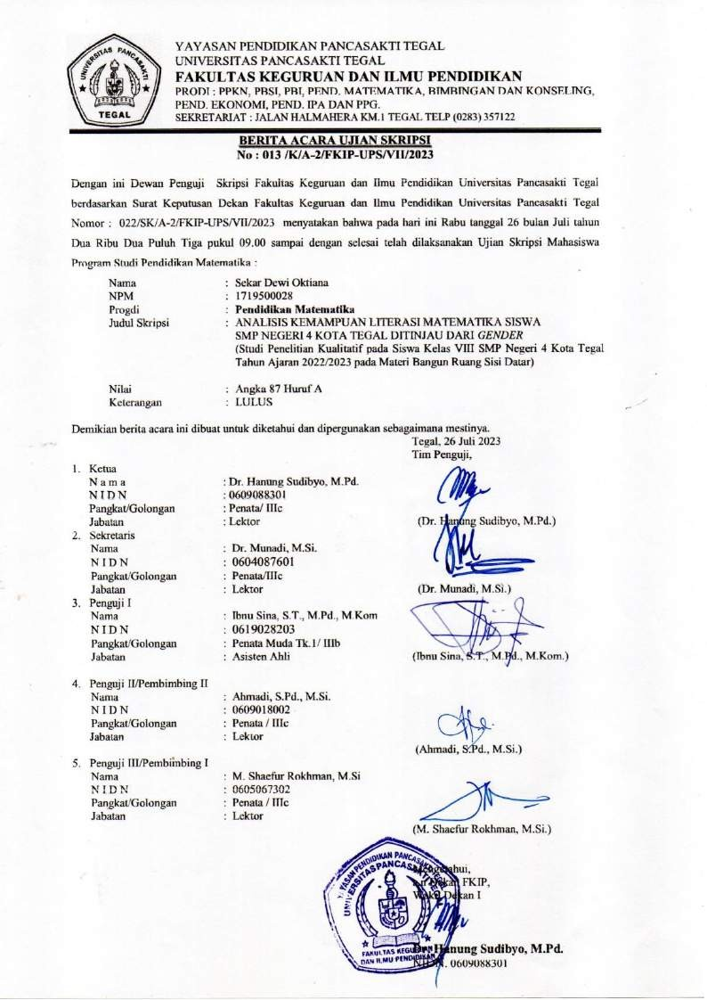 UNIVERSITAS PANCASAKTI
TEGAL
YAYASAN PENDIDIKAN PANCASAKTI TEGAL
UNIVERSITAS PANCASAKTI TEGAL
FAKULTAS KEGURUAN DAN ILMU PENDIDIKAN
PRODI : PPKN, PBSI, PBI, PEND. MATEMATIKA, BIMBINGAN DAN KONSELING,
PEND. EKONOMI, PEND. IPA DAN PPG.
SEKRETARIAT : JALAN HALMAHERA KM.1 TEGAL TELP (0283) 357122
BERITA ACARA UJIAN SKRIPSI
No : 013 /K/A-2/FKIP-UPS/VII/2023
Dengan ini Dewan Penguji Skripsi Fakultas Keguruan dan Ilmu Pendidikan Universitas Pancasakti Tegal
berdasarkan Surat Keputusan Dekan Fakultas Keguruan dan Ilmu Pendidikan Universitas Pancasakti Tegal
Nomor : 022/SK/A-2/FKIP-UPS/VII/2023 menyatakan bahwa pada hari ini Rabu tanggal 26 bulan Juli tahun
Dua Ribu Dua Puluh Tiga pukul 09.00 sampai dengan selesai telah dilaksanakan Ujian Skripsi Mahasiswa
Program Studi Pendidikan Matematika :
Nama : Sekar Dewi Oktiana
NPM : 1719500028
Progdi : Pendidikan Matematika
Judul Skripsi : ANALISIS KEMAMPUAN LITERASI MATEMATIKA SISWA
SMP NEGERI 4 KOTA TEGAL DITINJAU DARI GENDER
(Studi Penelitian Kualitatif pada Siswa Kelas VIII SMP Negeri 4 Kota Tegal
Tahun Ajaran 2022/2023 pada Materi Bangun Ruang Sisi Datar)
Nilai : Angka 87 Huruf A
Keterangan : LULUS
Demikian berita acara ini dibuat untuk diketahui dan dipergunakan sebagaimana mestinya.
Tegal, 26 Juli 2023
Tim Penguji,
1. Ketua
N a m a : Dr. Hanung Sudibyo, M.Pd.
N I D N : 0609088301
Pangkat/Golongan : Penata/ IIIc
Jabatan : Lektor (Dr. Hanung Sudibyo, M.Pd.)
2. Sekretaris
Nama : Dr. Munadi, M.Si.
N I D N : 0604087601
Pangkat/Golongan : Penata/IIIc
Jabatan : Lektor (Dr. Munadi, M.Si.)
3. Penguji I
Nama : Ibnu Sina, S.T., M.Pd., M.Kom
N I D N : 0619028203
Pangkat/Golongan : Penata Muda Tk.1/ IIIb
Jabatan : Asisten Ahli (Ibnu Sina, S.T., M.Pd., M.Kom.)
4. Penguji II/Pembimbing II
Nama : Ahmadi, S.Pd., M.Si.
N I D N : 0609018002
Pangkat/Golongan : Penata / IIIc
Jabatan : Lektor
(Ahmadi, S.Pd., M.Si.)
5. Penguji III/Pembimbing I
Nama : M. Shaefur Rokhman, M.Si
N I D N : 0605067302
Pangkat/Golongan : Penata / IIIc
Jabatan : Lektor
(M. Shaefur Rokhman, M.Si.)
YAYASAN PENDIDIKAN PANCASAKTI
UNIVERSITAS PANCASAKTI
FAKULTAS KEGURUAN
DAN ILMU PENDIDIKAN
Mengetahui,
a.n Dekan FKIP,
Wakil Dekan I
Dr. Hanung Sudibyo, M.Pd.
NIDN. 0609088301